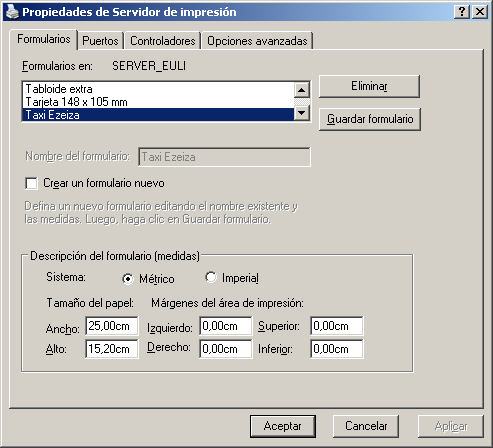 Propiedades de Servidor de impresión
Formularios Puertos Controladores Opciones avanzadas
Formularios en: SERVER_EULI
Tabloide extra
Tarjeta 148 x 105 mm
Taxi Ezeiza
Eliminar
Guardar formulario
Nombre del formulario: Taxi Ezeiza
Crear un formulario nuevo
Defina un nuevo formulario editando el nombre existente y
las medidas. Luego, haga clic en Guardar formulario.
Descripción del formulario (medidas)
Sistema: Métrico Imperial
Tamaño del papel: Márgenes del área de impresión:
Ancho: 25,00cm Izquierdo: 0,00cm Superior: 0,00cm
Alto: 15,20cm Derecho: 0,00cm Inferior: 0,00cm
Aceptar Cancelar Aplicar